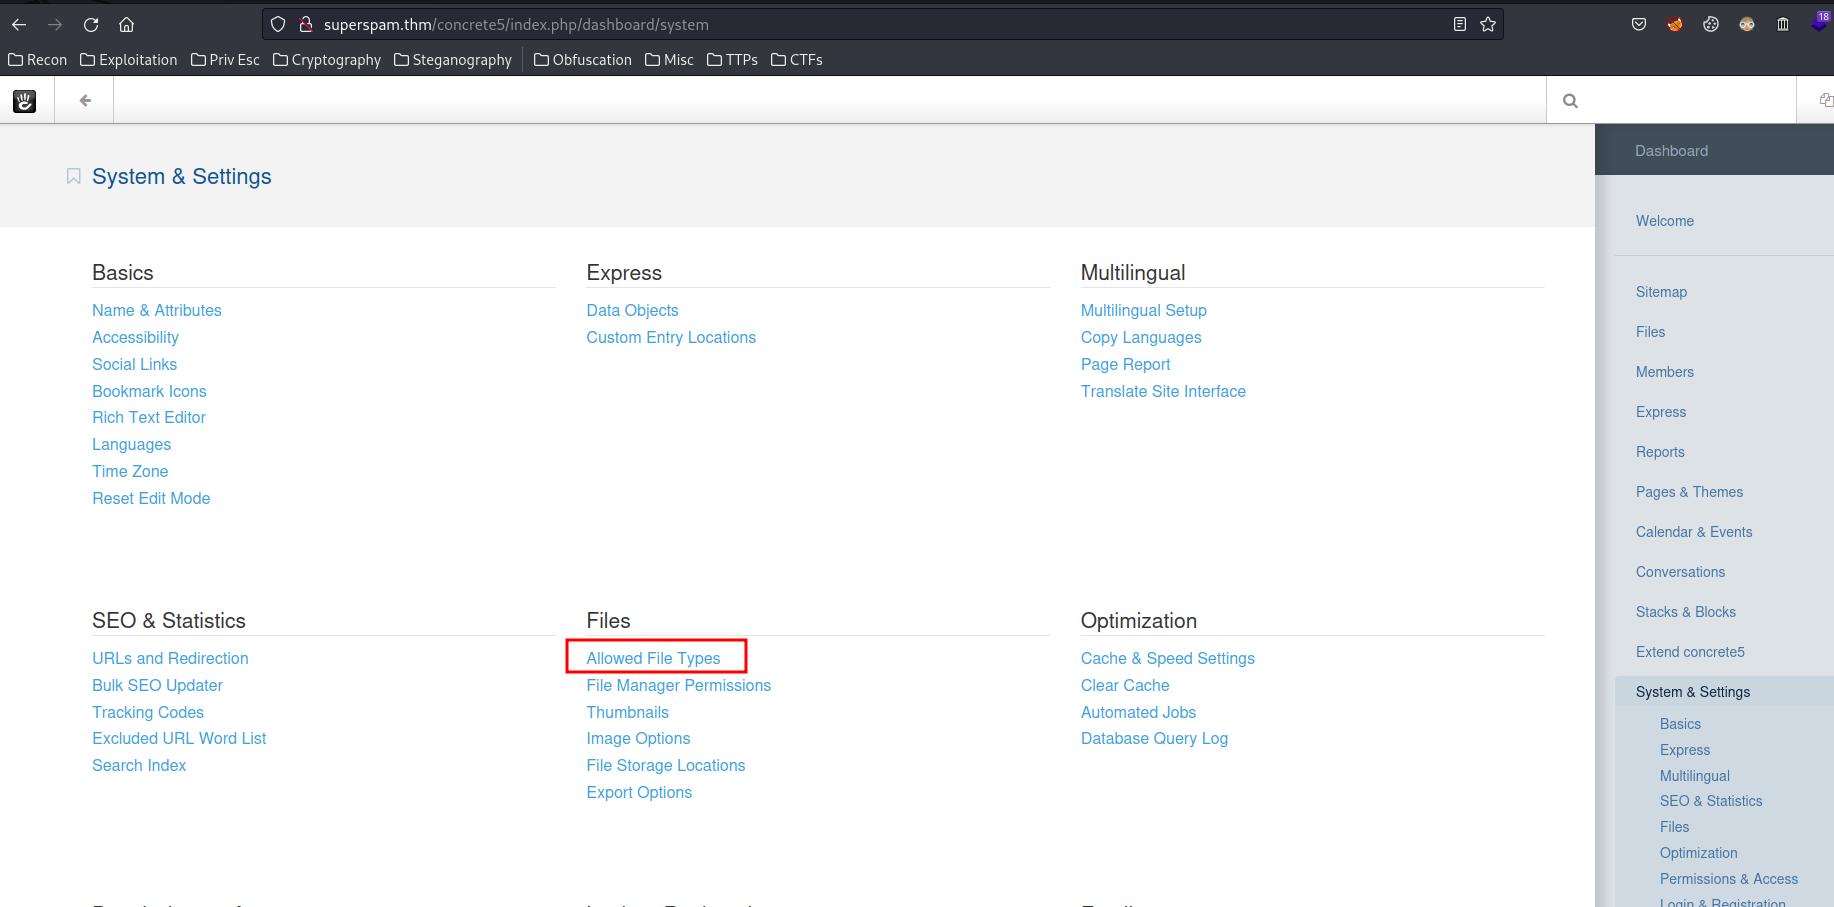 superspam.thm/concrete5/index.php/dashboard/system
18
Recon Exploitation Priv Esc Cryptography Steganography Obfuscation Misc TTPs CTFs
Dashboard
System & Settings
Welcome
Basics
Name & Attributes
Accessibility
Social Links
Bookmark Icons
Rich Text Editor
Languages
Time Zone
Reset Edit Mode
Express
Data Objects
Custom Entry Locations
Multilingual
Multilingual Setup
Copy Languages
Page Report
Translate Site Interface
SEO & Statistics
URLs and Redirection
Bulk SEO Updater
Tracking Codes
Excluded URL Word List
Search Index
Files
Allowed File Types
File Manager Permissions
Thumbnails
Image Options
File Storage Locations
Export Options
Optimization
Cache & Speed Settings
Clear Cache
Automated Jobs
Database Query Log
Sitemap
Files
Members
Express
Reports
Pages & Themes
Calendar & Events
Conversations
Stacks & Blocks
Extend concrete5
System & Settings
Basics
Express
Multilingual
SEO & Statistics
Files
Optimization
Permissions & Access
Login & Registration